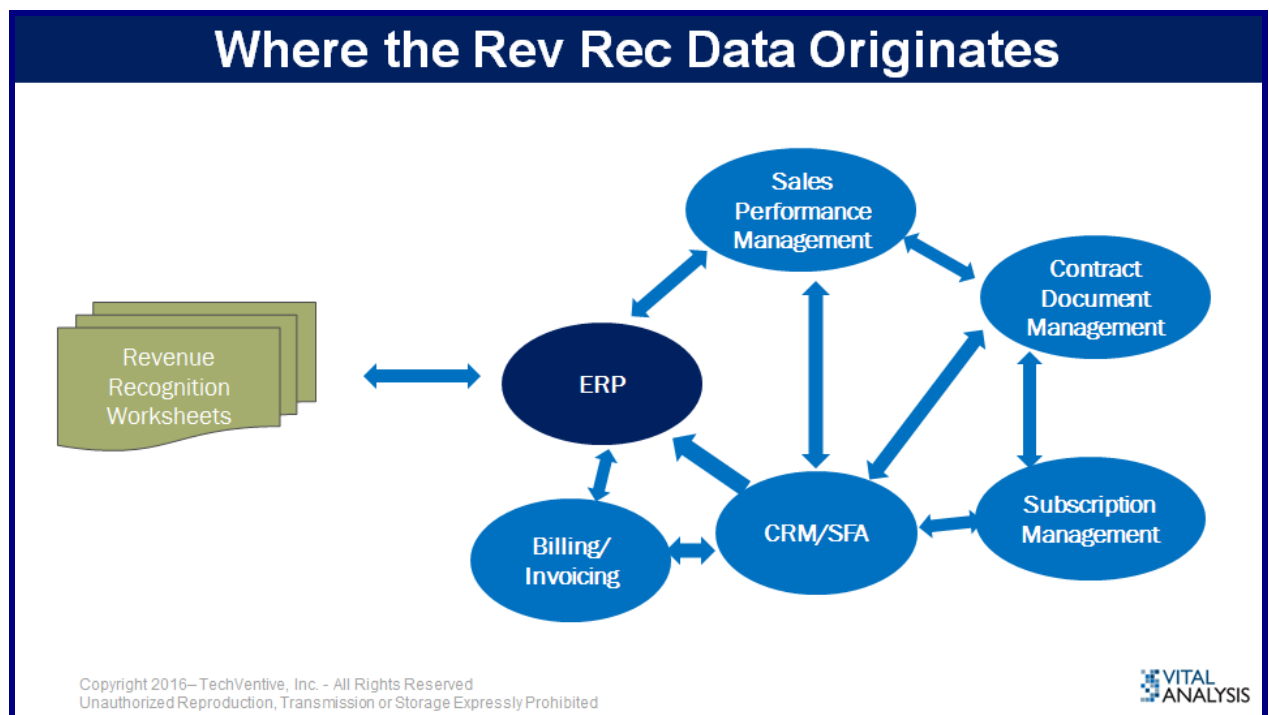 Where the Rev Rec Data Originates
Sales
Performance
Management
Contract
Document
Management
Revenue
Recognition
Worksheets
ERP
Subscription
Management
CRM/SFA
Billing/
Invoicing
Copyright 2016– TechVentive, Inc. - All Rights Reserved
Unauthorized Reproduction, Transmission or Storage Expressly Prohibited
VITAL
ANALYSIS